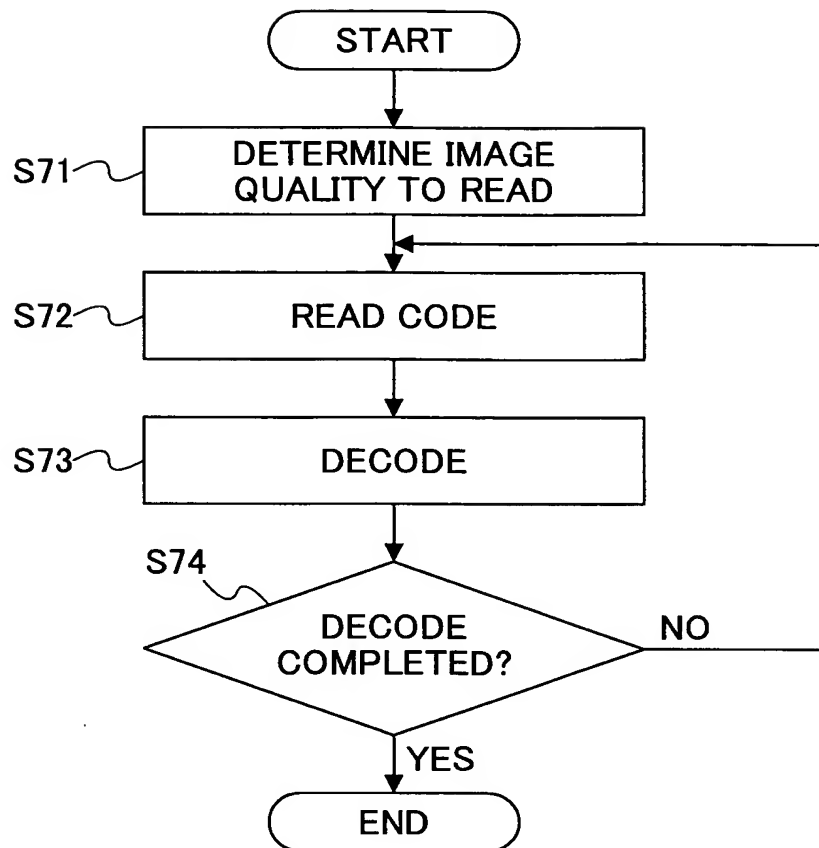 START
S71
DETERMINE IMAGE
QUALITY TO READ
S72
READ CODE
S73
DECODE
S74
DECODE
COMPLETED?
NO
YES
END